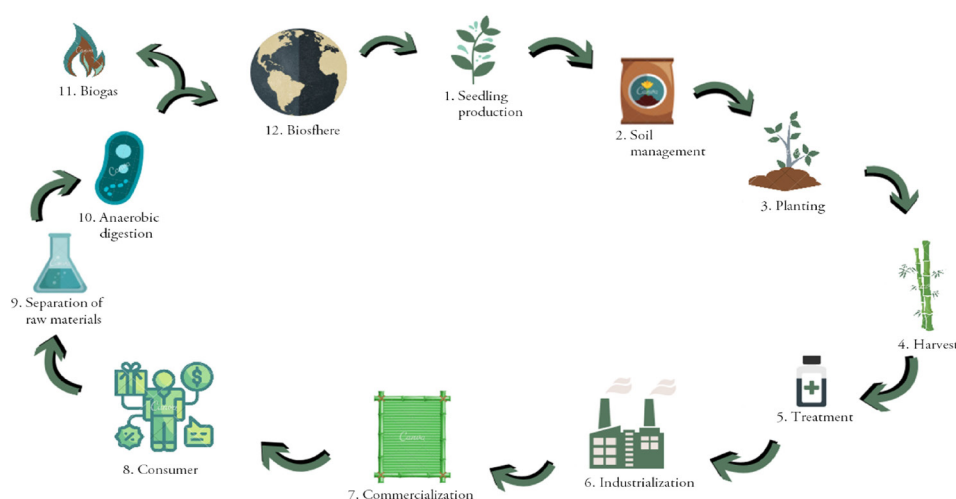 1. Seedling
production
2. Soil
management
3. Planting
4. Harvest
5. Treatment
6. Industrialization
7. Commercialization
8. Consumer
9. Separation of
raw materials
10. Anaerobic
digestion
11. Biogas
12. Biosfhere